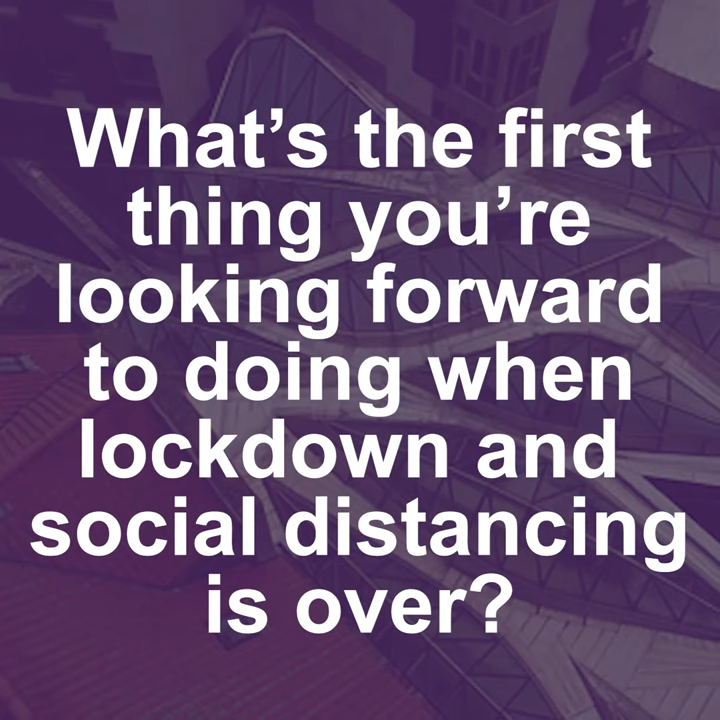 What’s the first
thing you’re
looking forward
to doing when
lockdown and
social distancing
is over?